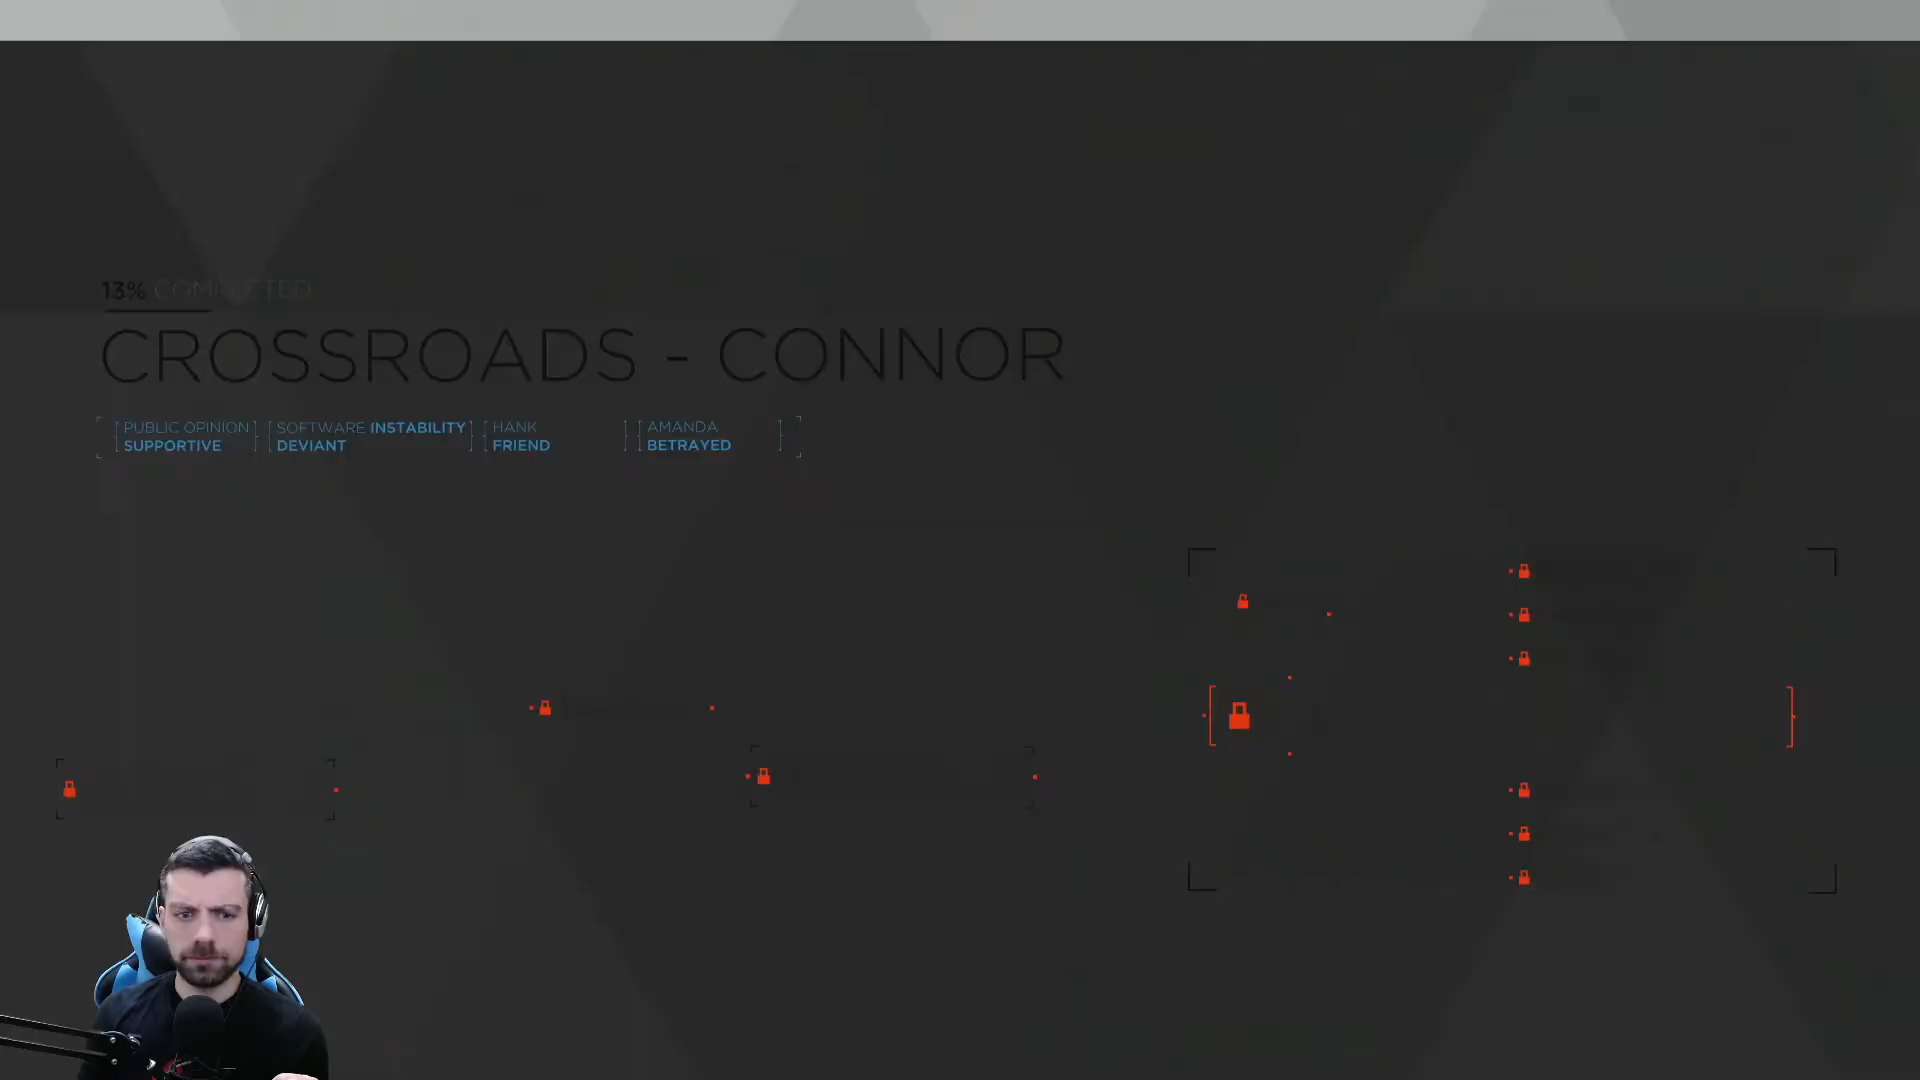 13% COMPLETED
CROSSROADS - CONNOR
PUBLIC OPINION SOFTWARE INSTABILITY HANK AMANDA
SUPPORTIVE DEVIANT FRIEND BETRAYED